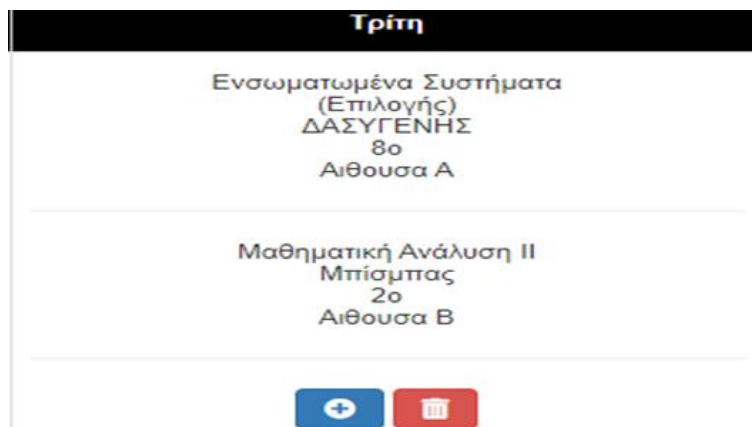 Τρίτη
Ενσωματωμένα Συστήματα
(Επιλογής)
ΔΑΣΥΓΕΝΗΣ
8ο
Αιθουσα Α
Μαθηματική Ανάλυση ΙΙ
Μπίσμπας
2ο
Αιθουσα Β